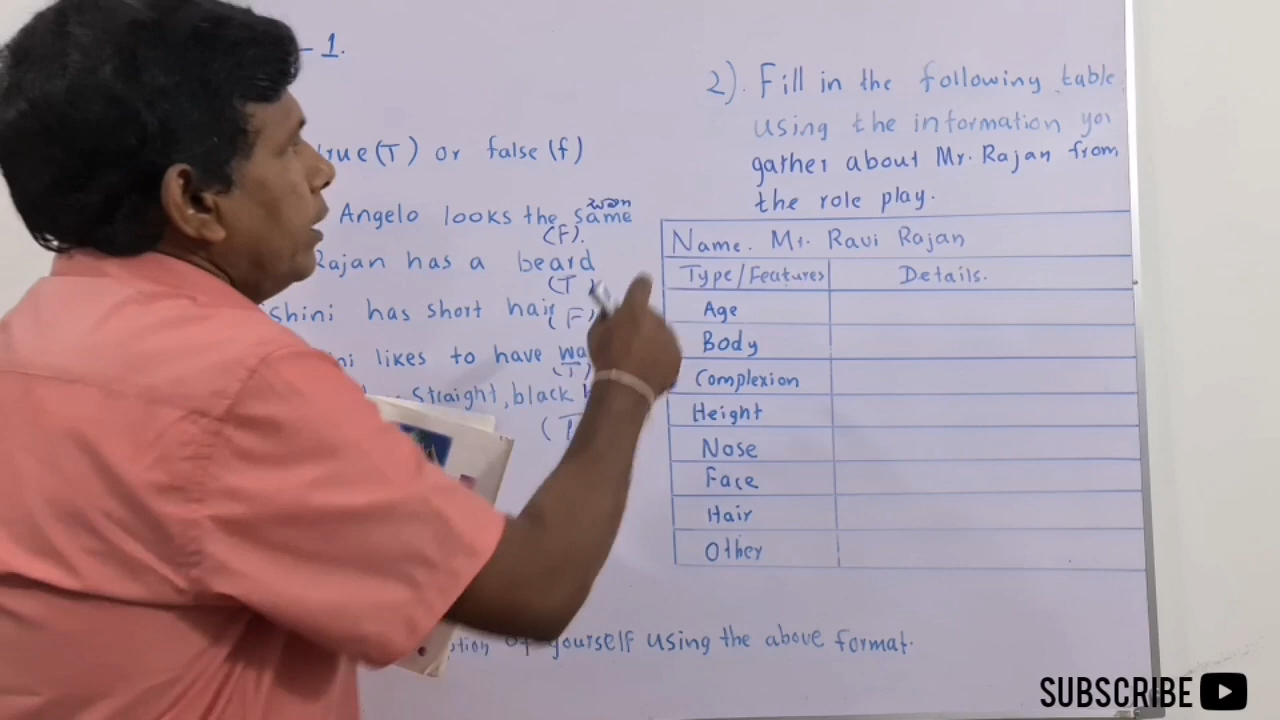 - 1.
true(T) or false (f)
Angelo looks the same
(F).
Rajan has a beard
(T)
shini has short hair
(F)
ni likes to have
(T)
straight, black
2). Fill in the following table
using the information you
gather about Mr. Rajan from
the role play.
Name. Mr. Ravi Rajan
Type/Features Details.
Age
Body
Complexion
Height
Nose
Face
Hair
Other
of yourself using the above format.
SUBSCRIBE